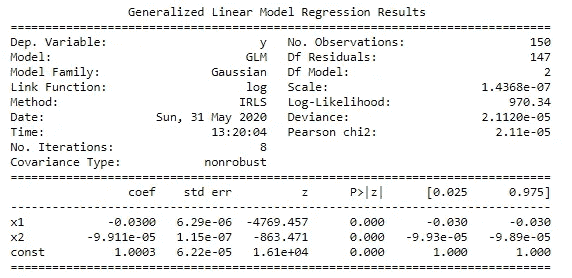 Generalized Linear Model Regression Results
==============================================================================
Dep. Variable: y No. Observations: 150
Model: GLM Df Residuals: 147
Model Family: Gaussian Df Model: 2
Link Function: log Scale: 1.4368e-07
Method: IRLS Log-Likelihood: 970.34
Date: Sun, 31 May 2020 Deviance: 2.1120e-05
Time: 13:20:04 Pearson chi2: 2.11e-05
No. Iterations: 8
Covariance Type: nonrobust
==============================================================================
coef std err z P>|z| [0.025 0.975]
------------------------------------------------------------------------------
x1 -0.0300 6.29e-06 -4769.457 0.000 -0.030 -0.030
x2 -9.911e-05 1.15e-07 -863.471 0.000 -9.93e-05 -9.89e-05
const 1.0003 6.22e-05 1.61e+04 0.000 1.000 1.000
==============================================================================